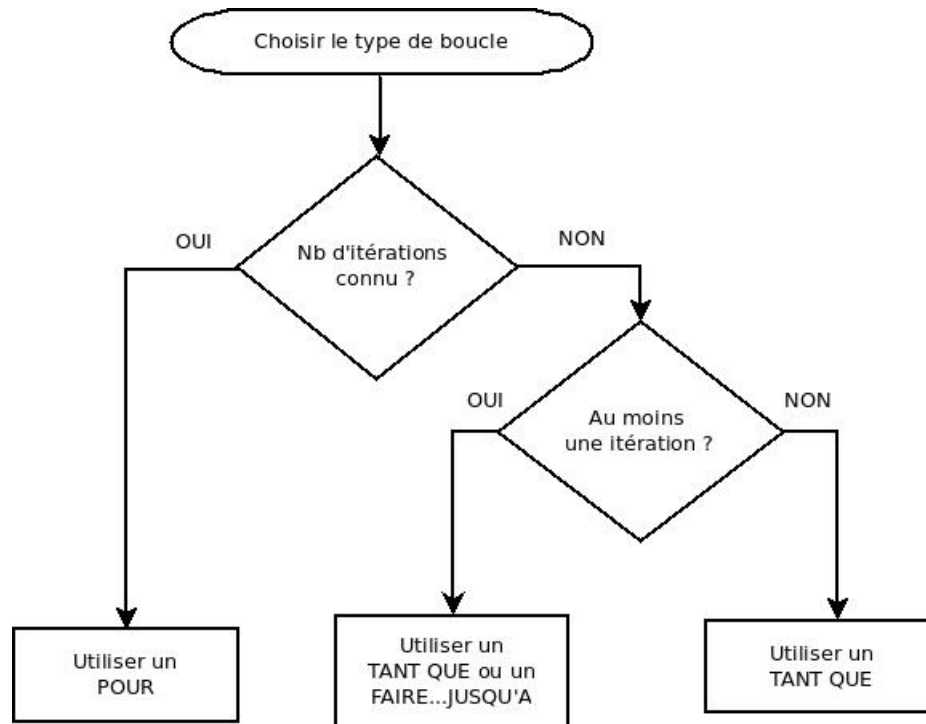 Choisir le type de boucle
OUI
NON
Nb d'itérations
connu ?
OUI
NON
Au moins
une itération ?
Utiliser un
POUR
Utiliser un
TANT QUE ou un
FAIRE...JUSQU'A
Utiliser un
TANT QUE